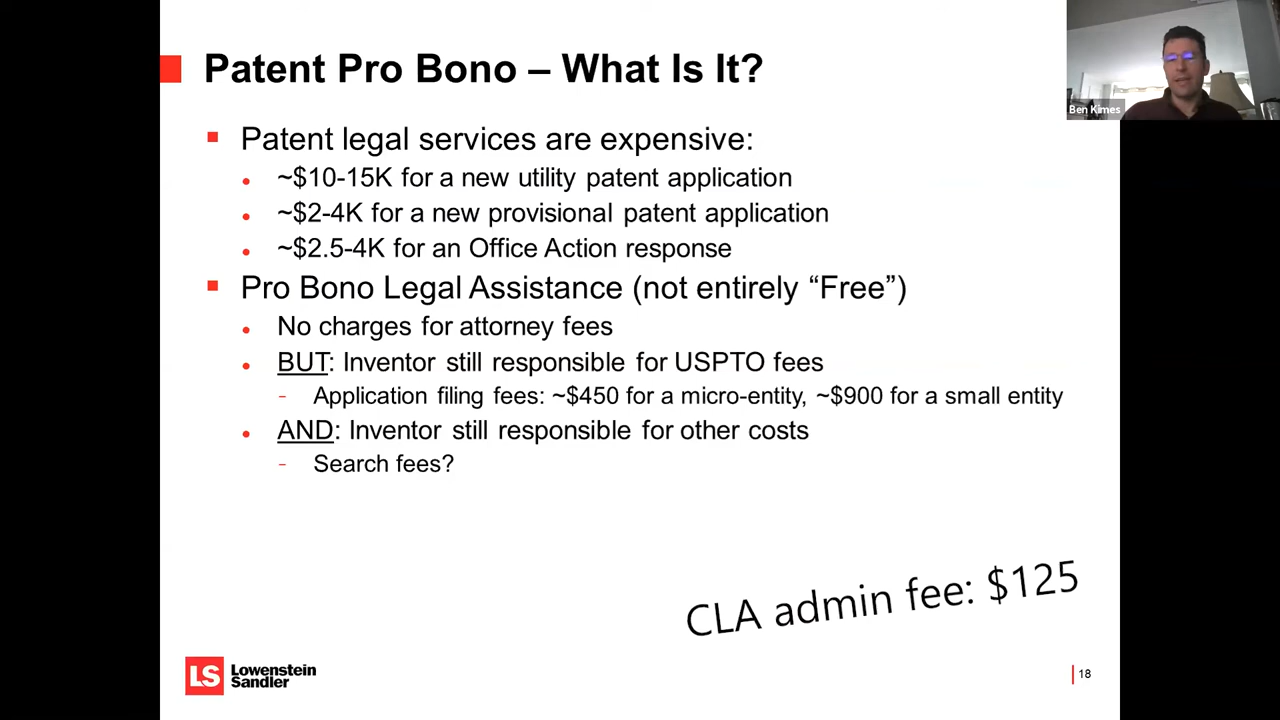 Patent Pro Bono – What Is It?
Ben Kimes
Patent legal services are expensive:
~$10-15K for a new utility patent application
~$2-4K for a new provisional patent application
~$2.5-4K for an Office Action response
Pro Bono Legal Assistance (not entirely “Free”)
No charges for attorney fees
BUT: Inventor still responsible for USPTO fees
- Application filing fees: ~$450 for a micro-entity, ~$900 for a small entity
AND: Inventor still responsible for other costs
- Search fees?
CLA admin fee: $125
LS Lowenstein
Sandler
18